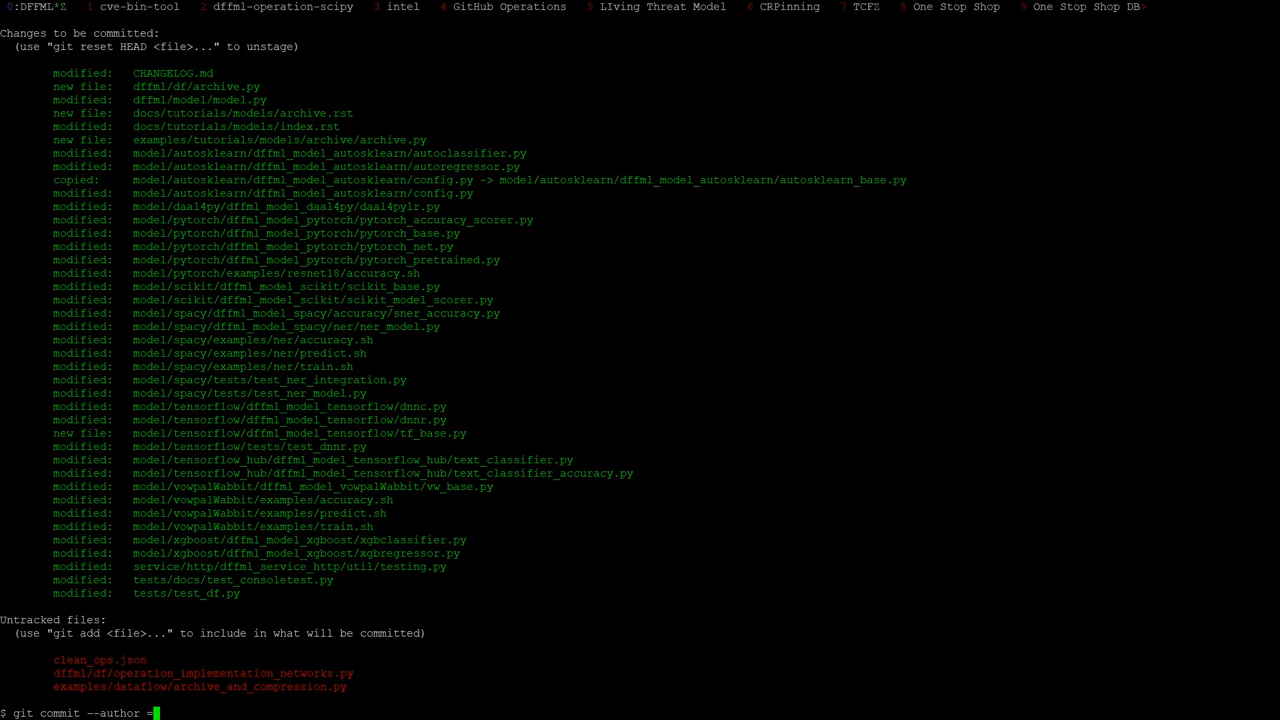 0:DFFML*Z  1 cve-bin-tool  2 dffml-operation-scipy  3 intel  4 GitHub Operations  5 LIving Threat Model  6 CRPinning  7 TCFZ  8 One Stop Shop  9 One Stop Shop DB>
Changes to be committed:
  (use "git reset HEAD <file>..." to unstage)
modified:   CHANGELOG.md
new file:   dffml/df/archive.py
modified:   dffml/model/model.py
new file:   docs/tutorials/models/archive.rst
modified:   docs/tutorials/models/index.rst
new file:   examples/tutorials/models/archive/archive.py
modified:   model/autosklearn/dffml_model_autosklearn/autoclassifier.py
modified:   model/autosklearn/dffml_model_autosklearn/autoregressor.py
copied:     model/autosklearn/dffml_model_autosklearn/config.py -> model/autosklearn/dffml_model_autosklearn/autosklearn_base.py
modified:   model/autosklearn/dffml_model_autosklearn/config.py
modified:   model/daal4py/dffml_model_daal4py/daal4pylr.py
modified:   model/pytorch/dffml_model_pytorch/pytorch_accuracy_scorer.py
modified:   model/pytorch/dffml_model_pytorch/pytorch_base.py
modified:   model/pytorch/dffml_model_pytorch/pytorch_net.py
modified:   model/pytorch/dffml_model_pytorch/pytorch_pretrained.py
modified:   model/pytorch/examples/resnet18/accuracy.sh
modified:   model/scikit/dffml_model_scikit/scikit_base.py
modified:   model/scikit/dffml_model_scikit/scikit_model_scorer.py
modified:   model/spacy/dffml_model_spacy/accuracy/sner_accuracy.py
modified:   model/spacy/dffml_model_spacy/ner/ner_model.py
modified:   model/spacy/examples/ner/accuracy.sh
modified:   model/spacy/examples/ner/predict.sh
modified:   model/spacy/examples/ner/train.sh
modified:   model/spacy/tests/test_ner_integration.py
modified:   model/spacy/tests/test_ner_model.py
modified:   model/tensorflow/dffml_model_tensorflow/dnnc.py
modified:   model/tensorflow/dffml_model_tensorflow/dnnr.py
new file:   model/tensorflow/dffml_model_tensorflow/tf_base.py
modified:   model/tensorflow/tests/test_dnnr.py
modified:   model/tensorflow_hub/dffml_model_tensorflow_hub/text_classifier.py
modified:   model/tensorflow_hub/dffml_model_tensorflow_hub/text_classifier_accuracy.py
modified:   model/vowpalWabbit/dffml_model_vowpalWabbit/vw_base.py
modified:   model/vowpalWabbit/examples/accuracy.sh
modified:   model/vowpalWabbit/examples/predict.sh
modified:   model/vowpalWabbit/examples/train.sh
modified:   model/xgboost/dffml_model_xgboost/xgbclassifier.py
modified:   model/xgboost/dffml_model_xgboost/xgbregressor.py
modified:   service/http/dffml_service_http/util/testing.py
modified:   tests/docs/test_consoletest.py
modified:   tests/test_df.py
Untracked files:
  (use "git add <file>..." to include in what will be committed)
clean_ops.json
dffml/df/operation_implementation_networks.py
examples/dataflow/archive_and_compression.py
$ git commit --author =